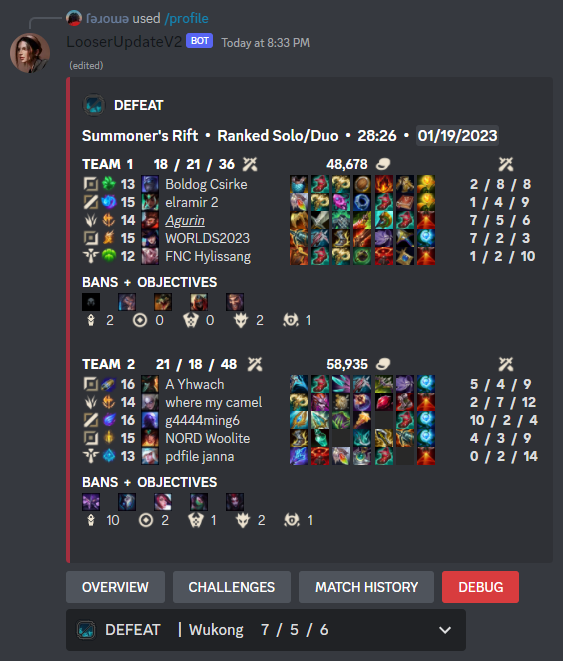 ſąɹoɯǝ used /profile
LooserUpdateV2 BOT Today at 8:33 PM
(edited)
DEFEAT
Summoner's Rift • Ranked Solo/Duo • 28:26 • 01/19/2023
TEAM 1 18 / 21 / 36 48,678
13 Boldog Csirke 2 / 8 / 8
15 elramir 2 1 / 4 / 9
14 Agurin 7 / 5 / 6
15 WORLDS2023 7 / 2 / 3
12 FNC Hylissang 1 / 2 / 10
BANS + OBJECTIVES
2 0 0 2 1
TEAM 2 21 / 18 / 48 58,935
16 A Yhwach 5 / 4 / 9
14 where my camel 2 / 7 / 12
16 g4444ming6 10 / 2 / 4
15 NORD Woolite 4 / 3 / 9
13 pdfile janna 0 / 2 / 14
BANS + OBJECTIVES
10 2 1 2 1
OVERVIEW CHALLENGES MATCH HISTORY DEBUG
DEFEAT | Wukong 7 / 5 / 6